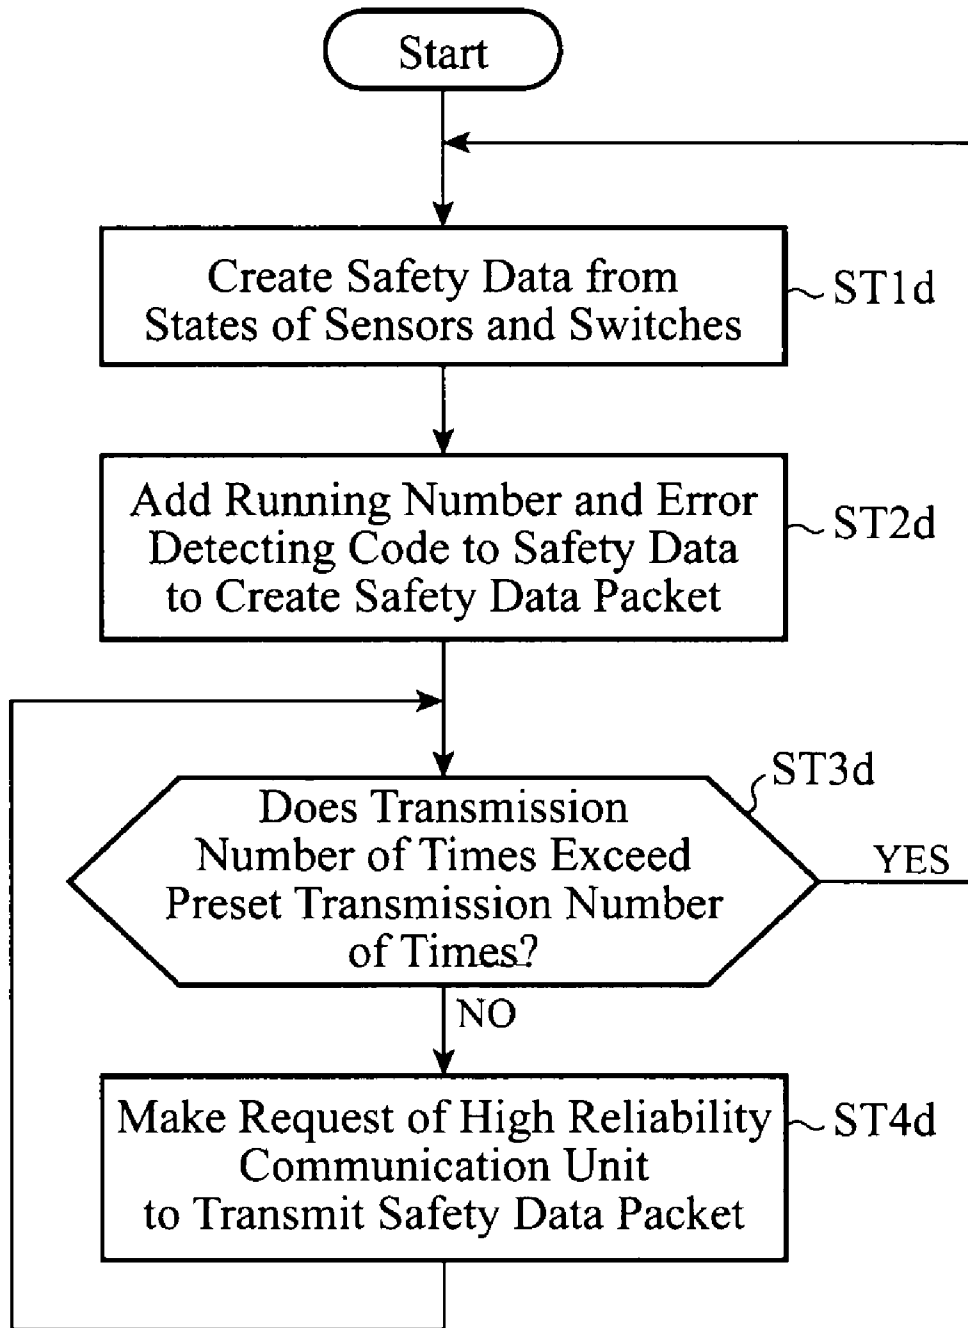 Start
Create Safety Data from
States of Sensors and Switches
ST1d
Add Running Number and Error
Detecting Code to Safety Data
to Create Safety Data Packet
ST2d
ST3d
Does Transmission
Number of Times Exceed
Preset Transmission Number
of Times?
YES
NO
Make Request of High Reliability
Communication Unit
to Transmit Safety Data Packet
ST4d